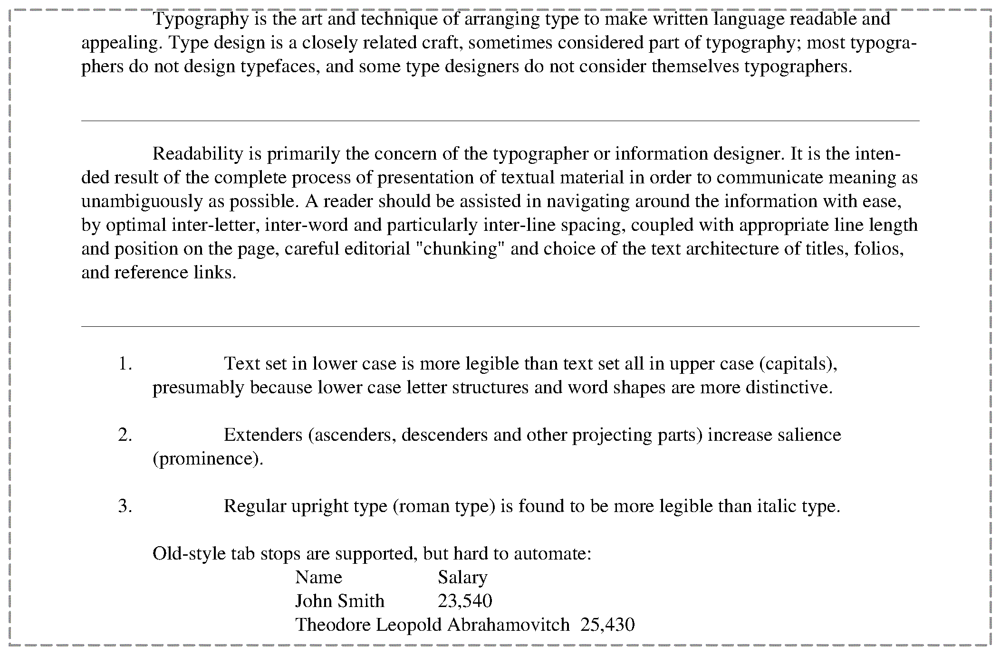 Typography is the art and technique of arranging type to make written language readable and
appealing. Type design is a closely related craft, sometimes considered part of typography; most typogra-
phers do not design typefaces, and some type designers do not consider themselves typographers.
Readability is primarily the concern of the typographer or information designer. It is the inten-
ded result of the complete process of presentation of textual material in order to communicate meaning as
unambiguously as possible. A reader should be assisted in navigating around the information with ease,
by optimal inter-letter, inter-word and particularly inter-line spacing, coupled with appropriate line length
and position on the page, careful editorial "chunking" and choice of the text architecture of titles, folios,
and reference links.
1. Text set in lower case is more legible than text set all in upper case (capitals),
presumably because lower case letter structures and word shapes are more distinctive.
2. Extenders (ascenders, descenders and other projecting parts) increase salience
(prominence).
3. Regular upright type (roman type) is found to be more legible than italic type.
Old-style tab stops are supported, but hard to automate:
Name Salary
John Smith 23,540
Theodore Leopold Abrahamovitch 25,430